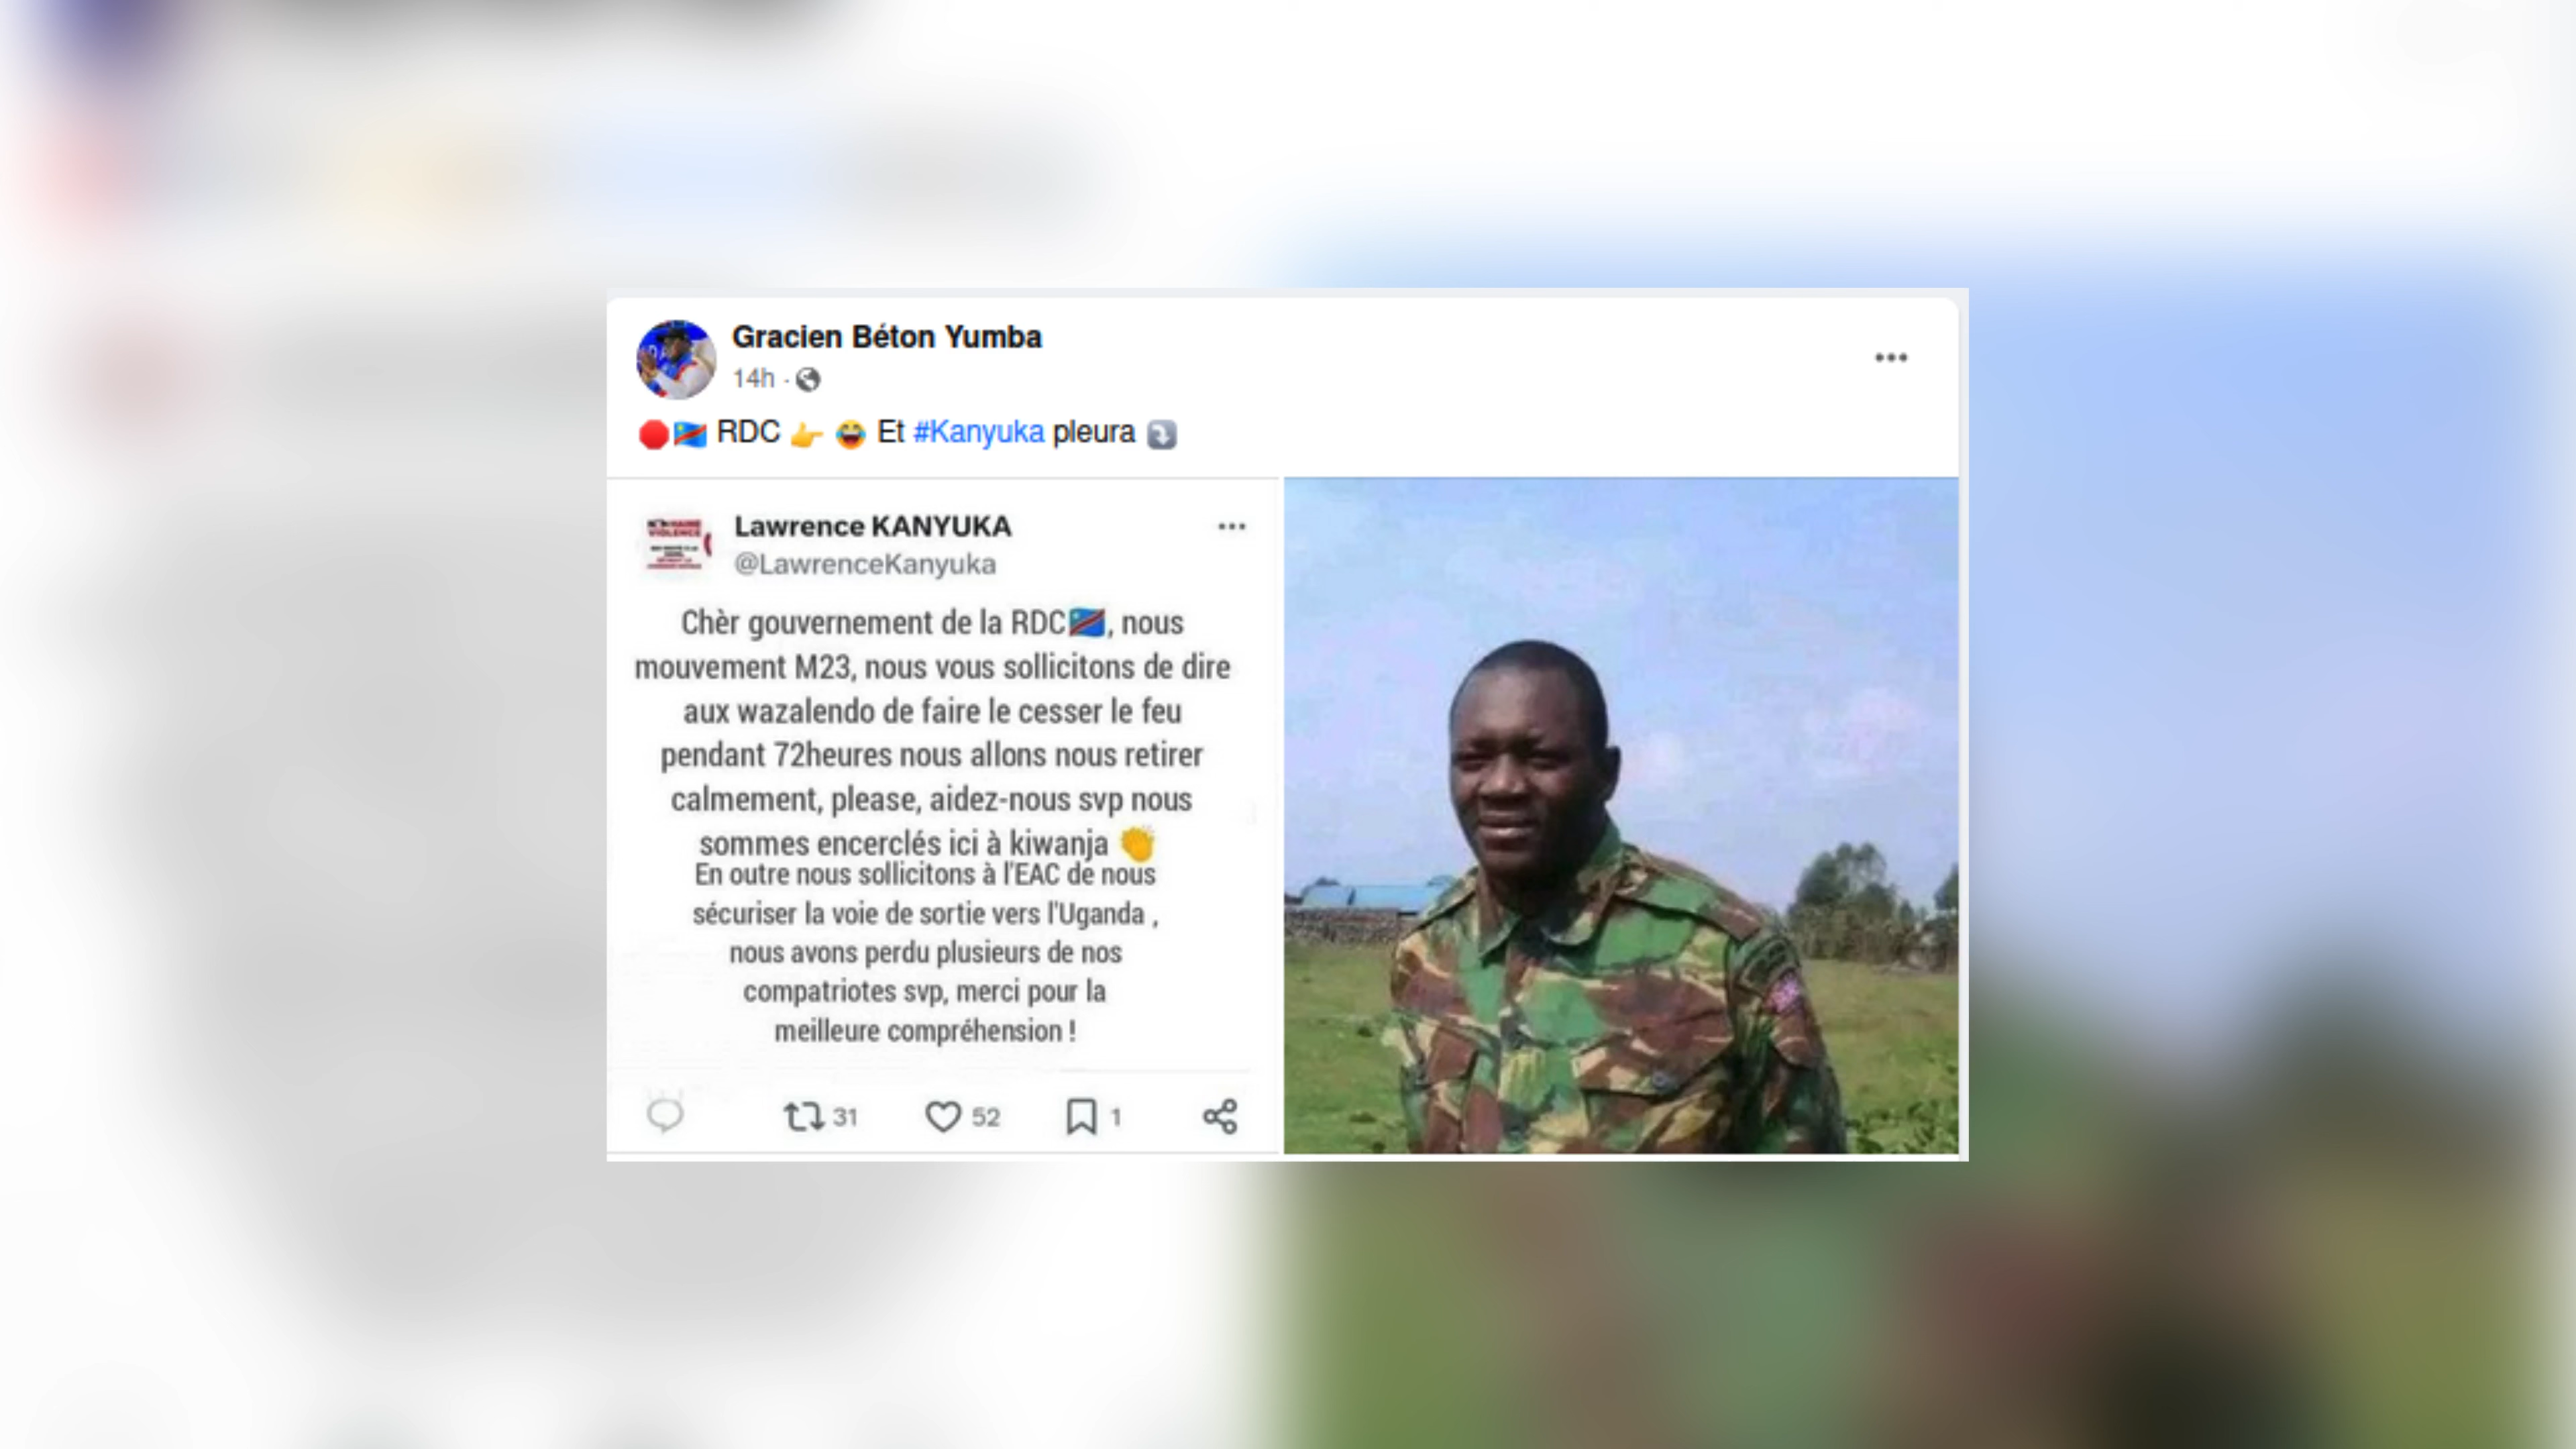 Gracien Béton Yumba
14h ·
🛑🇨🇩 RDC 👉 😂 Et #Kanyuka pleura ⤵️
Lawrence KANYUKA
@LawrenceKanyuka
VIOLENCE
Chèr gouvernement de la RDC🇨🇩, nous
mouvement M23, nous vous sollicitons de dire
aux wazalendo de faire le cesser le feu
pendant 72heures nous allons nous retirer
calmement, please, aidez-nous svp nous
sommes encerclés ici à kiwanja 👏
En outre nous sollicitons à l'EAC de nous
sécuriser la voie de sortie vers l'Uganda ,
nous avons perdu plusieurs de nos
compatriotes svp, merci pour la
meilleure compréhension !
31 52 1